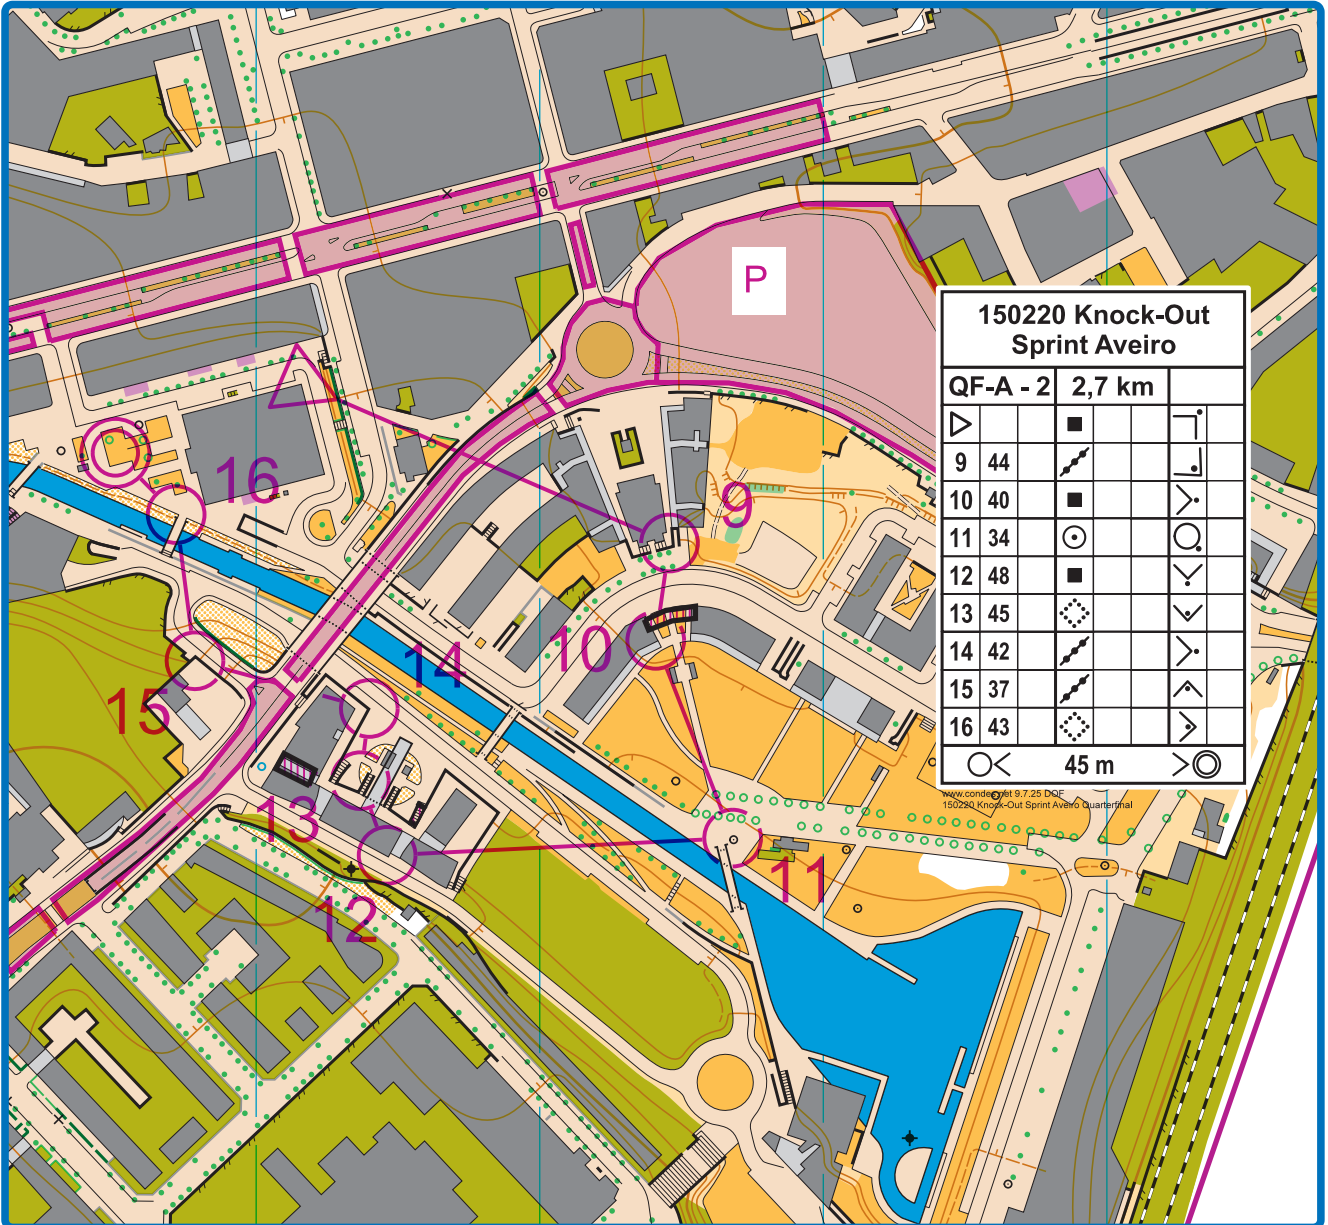 P
150220 Knock-Out
Sprint Aveiro
QF-A - 2 2,7 km
9 44
10 40
11 34
12 48
13 45
14 42
15 37
16 43
45 m
www.condes.net 9.7.25 DOF
150220 Knock-Out Sprint Aveiro Quarterfinal
16
9
10
14
15
13
11
12